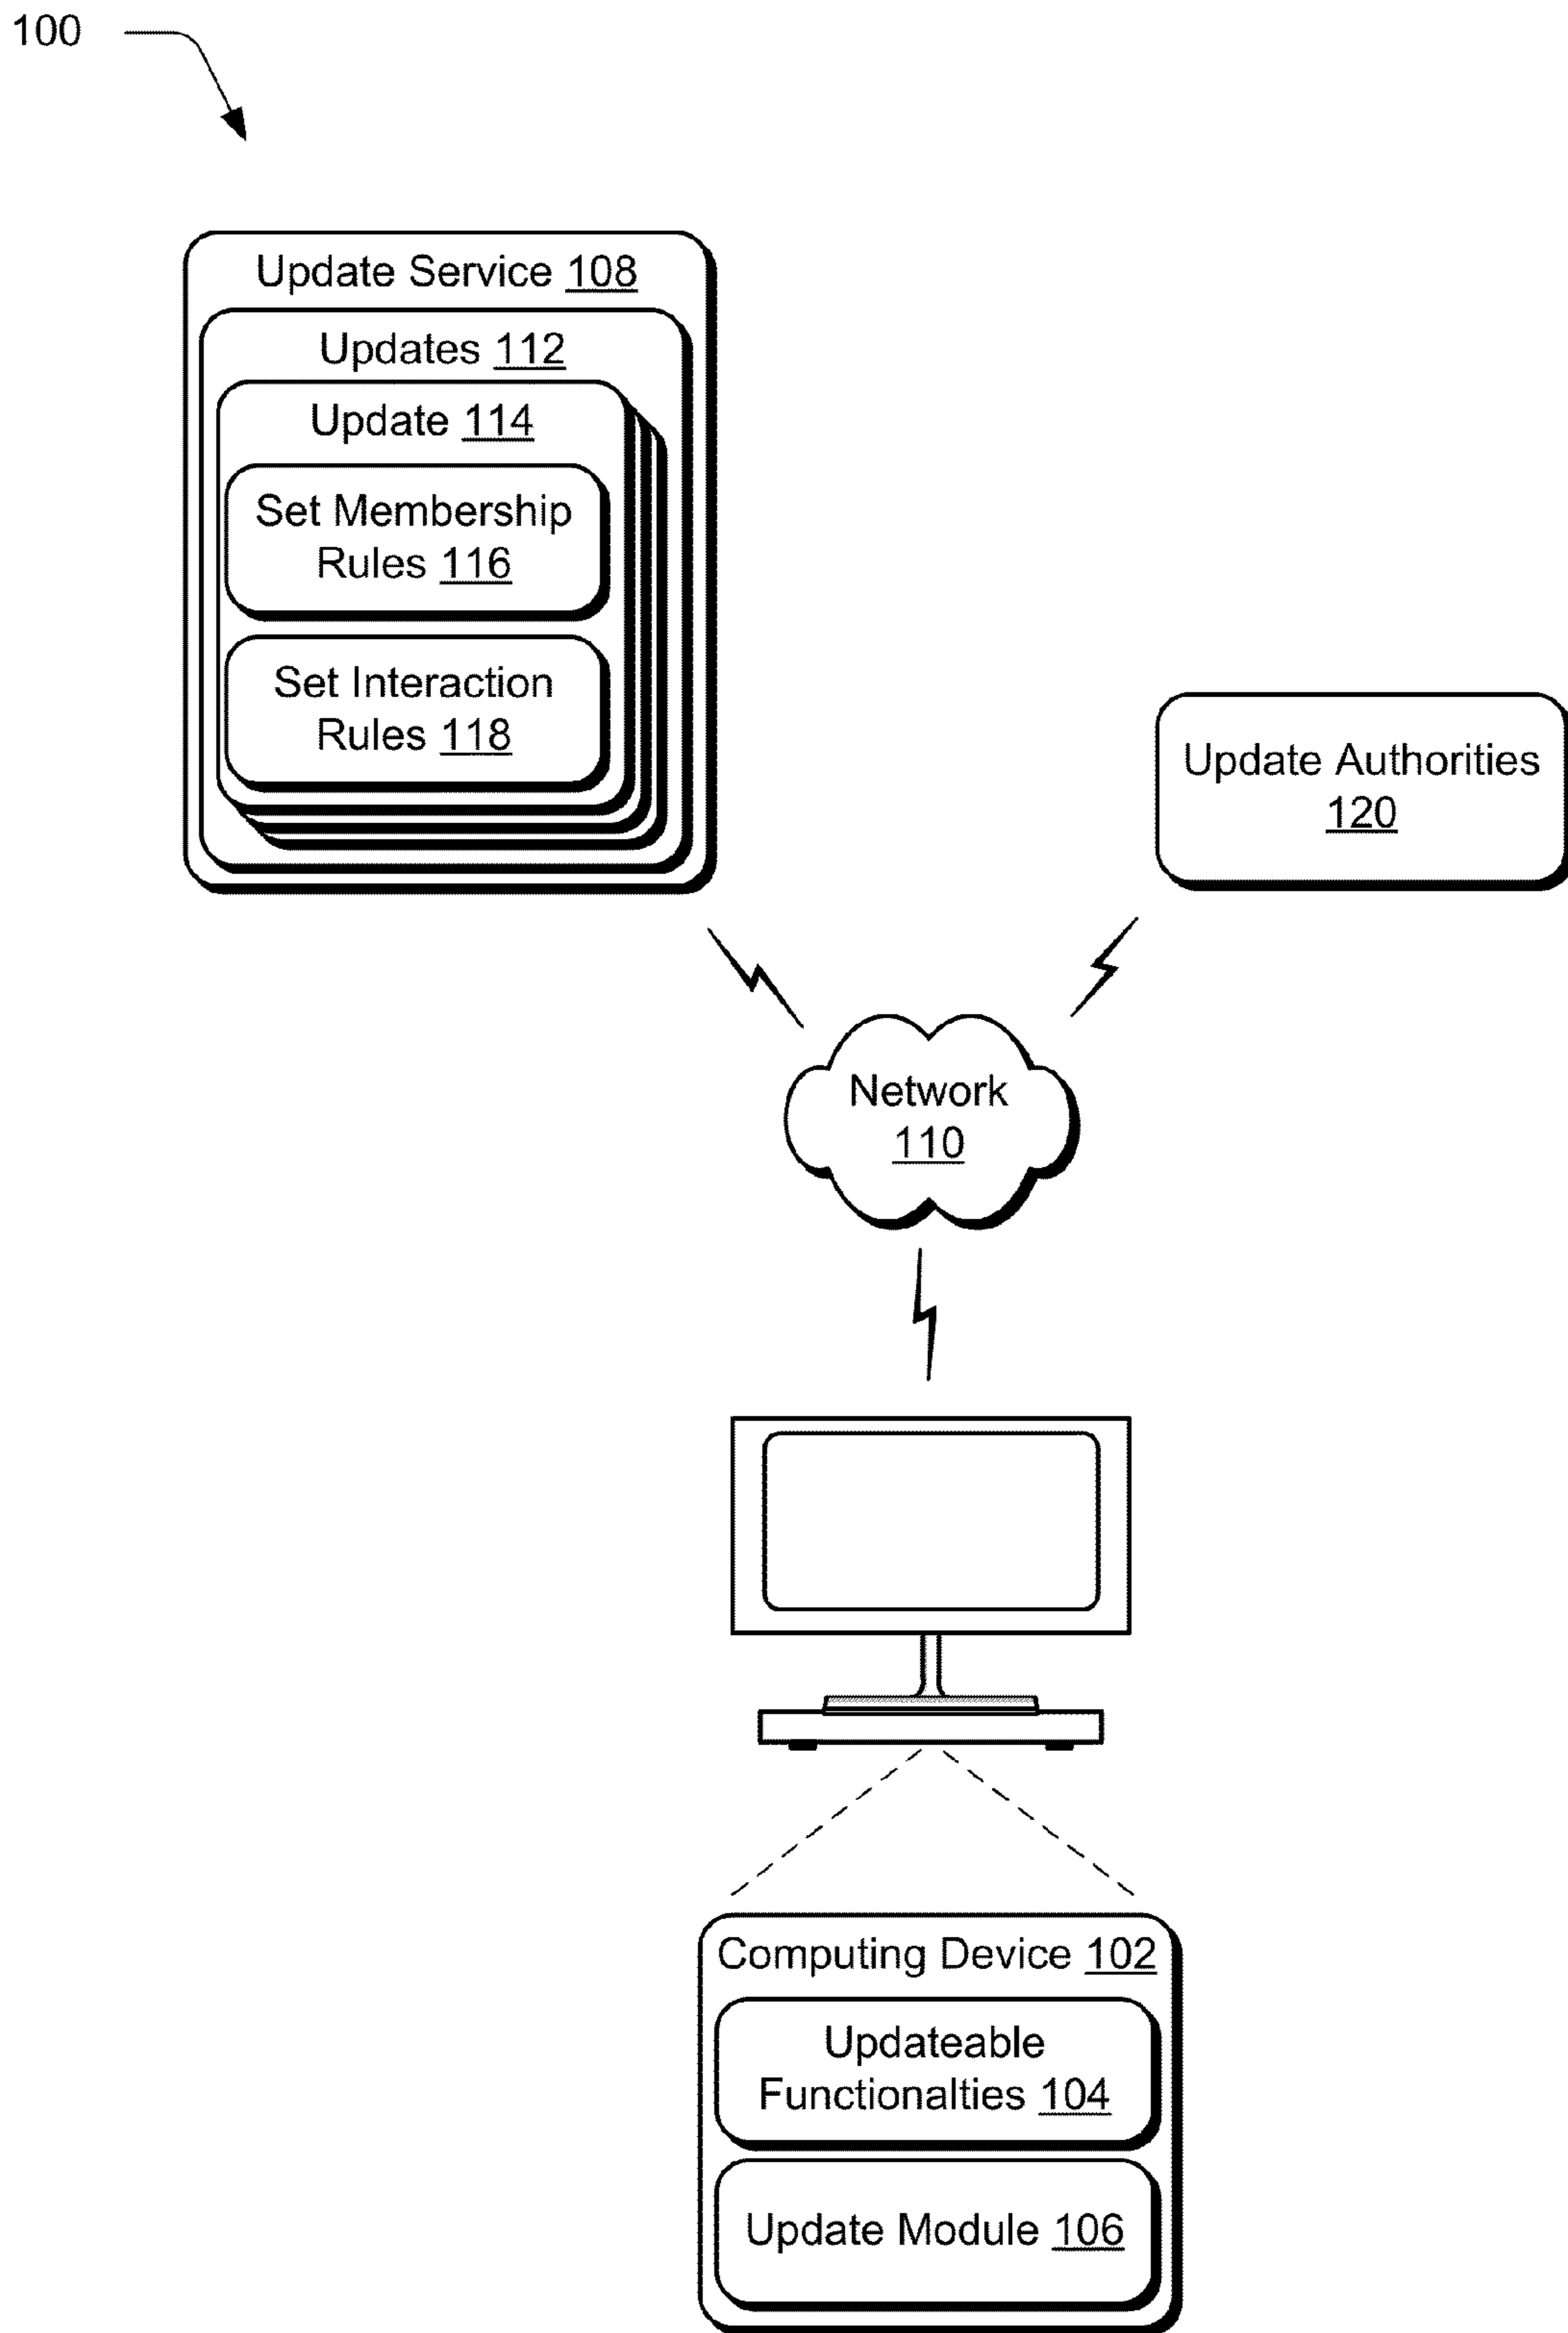 100
Update Service 108
Updates 112
Update 114
Set Membership
Rules 116
Set Interaction
Rules 118
Update Authorities
120
Network
110
Computing Device 102
Updateable
Functionalties 104
Update Module 106